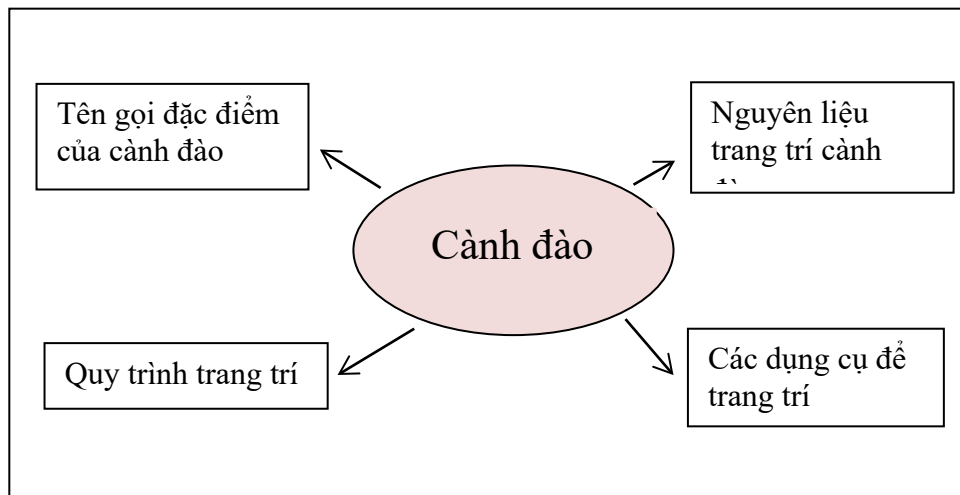 Tên gọi đặc điểm
của cành đào
Nguyên liệu
trang trí cành
Cành đào
Quy trình trang trí
Các dụng cụ để
trang trí